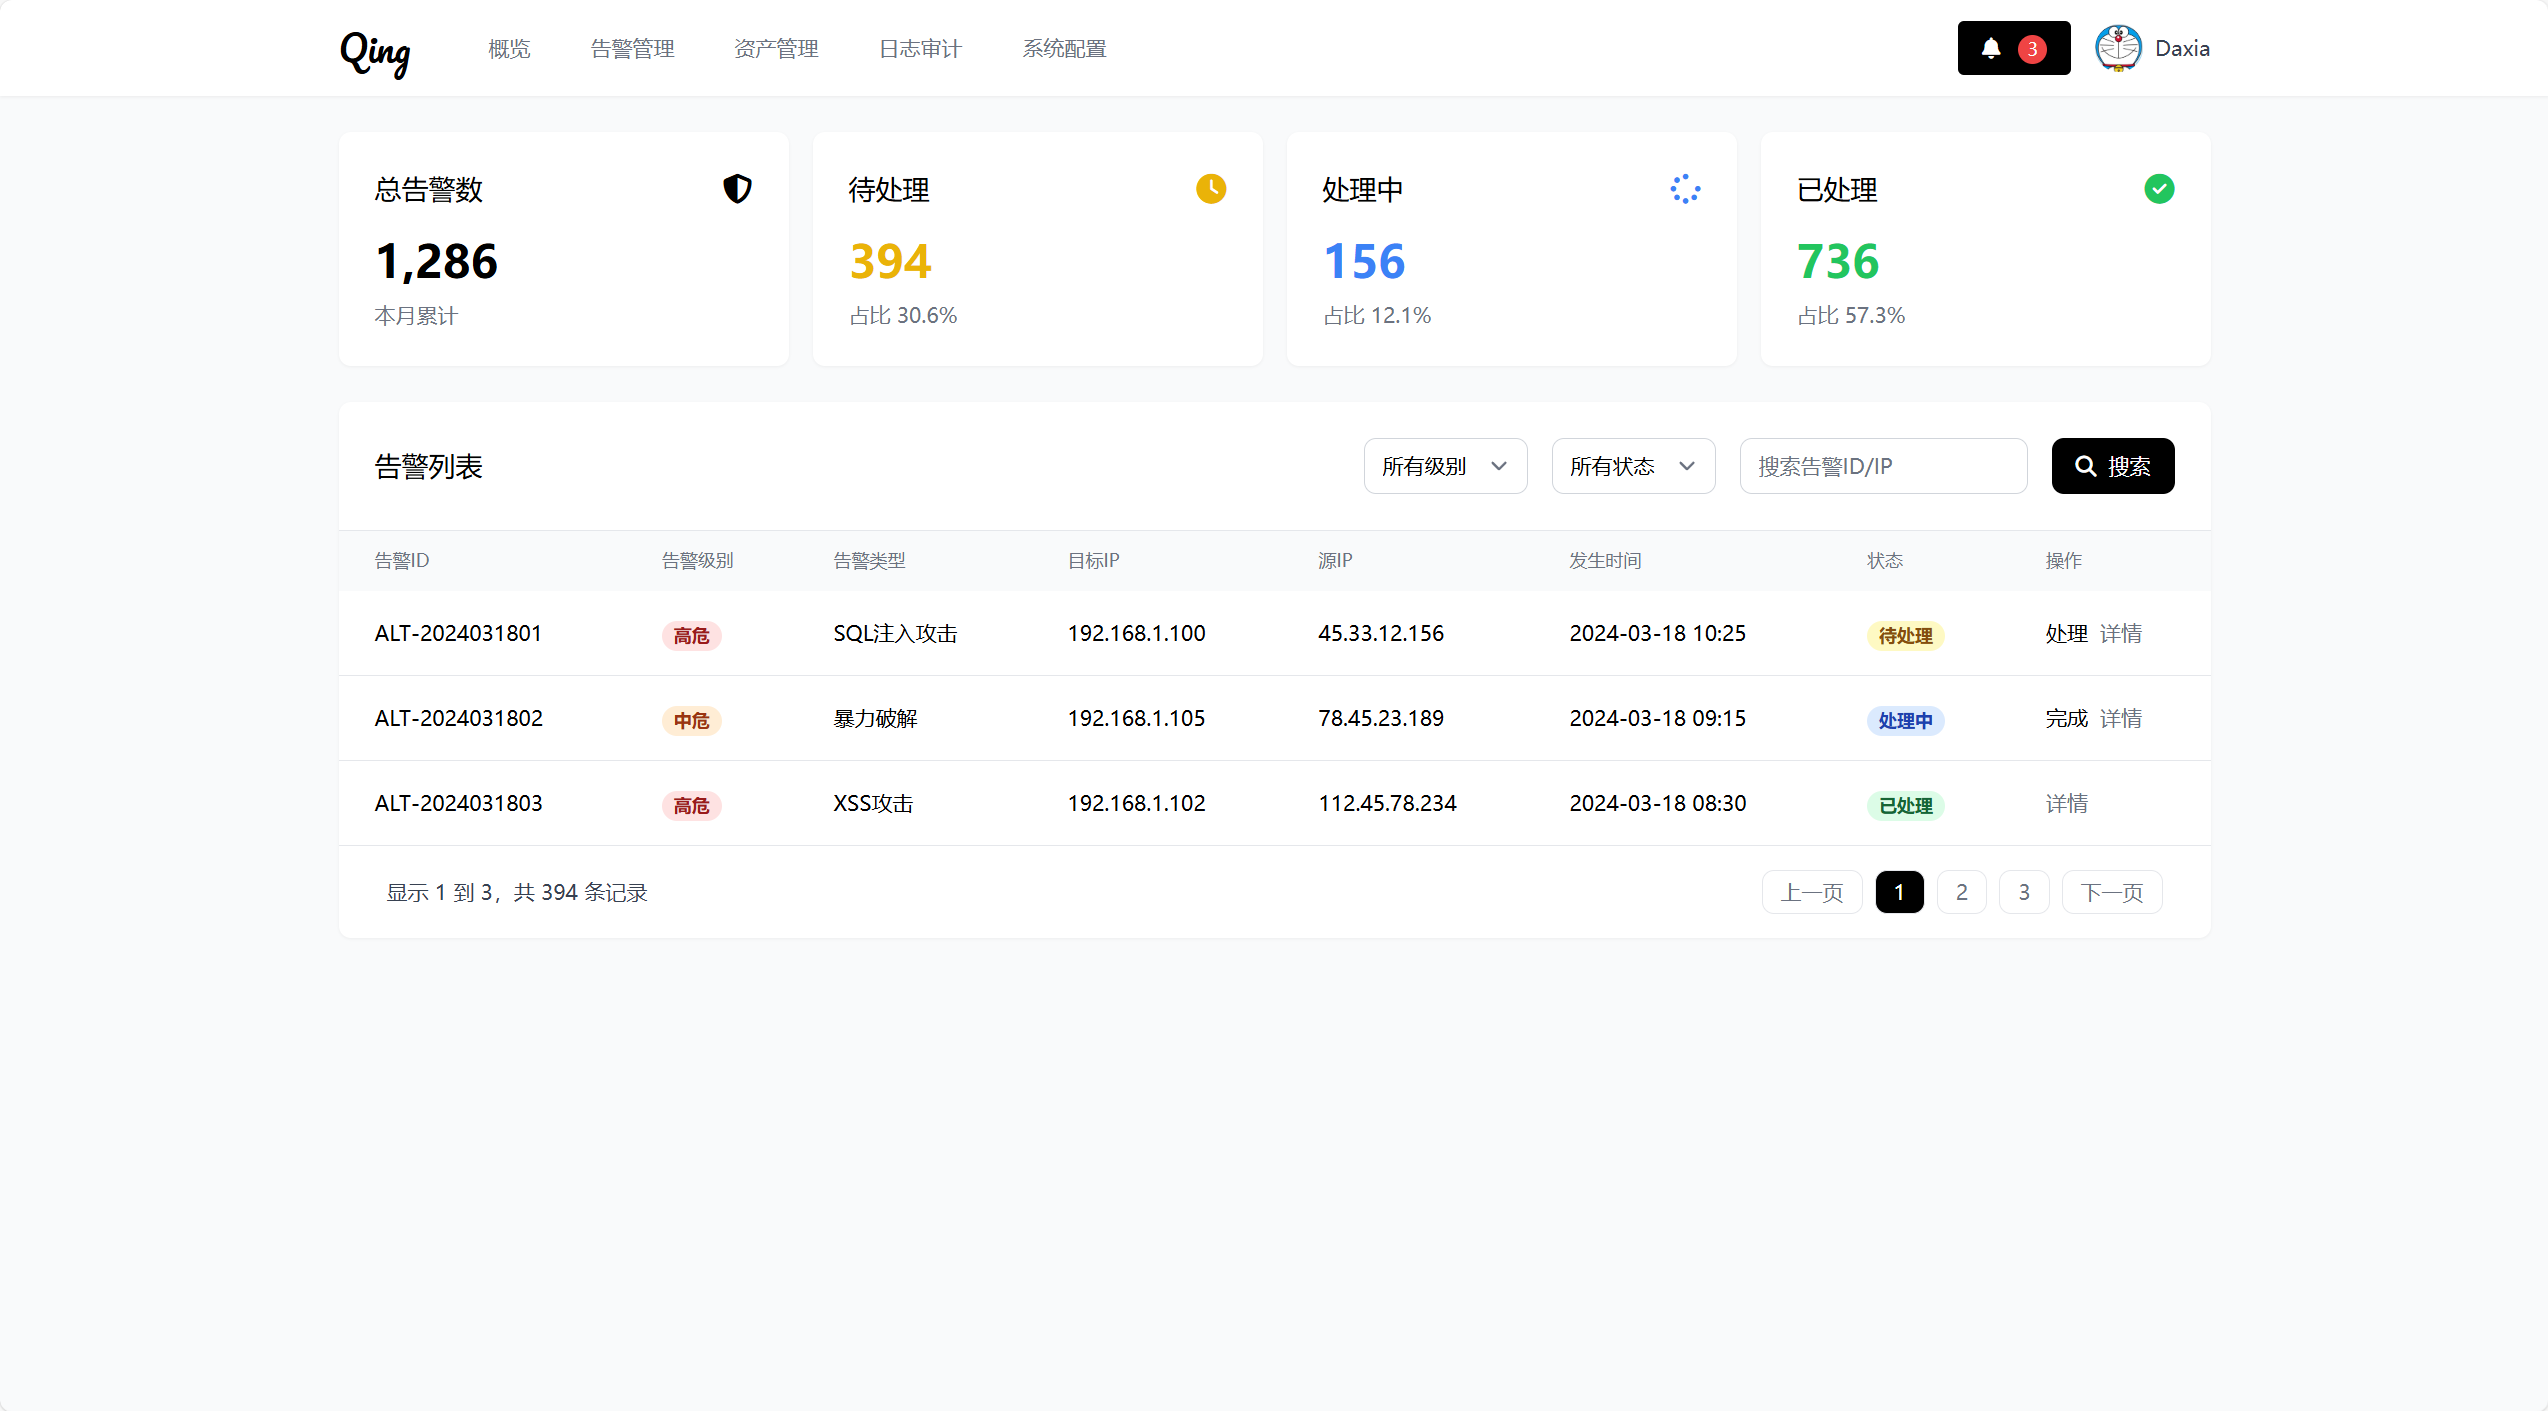 Qing 概览 告警管理 资产管理 日志审计 系统配置 3 Daxia
总告警数
1,286
本月累计
待处理
394
占比 30.6%
处理中
156
占比 12.1%
已处理
736
占比 57.3%
告警列表 所有级别 所有状态 搜索告警ID/IP 搜索
告警ID 告警级别 告警类型 目标IP 源IP 发生时间 状态 操作
ALT-2024031801 高危 SQL注入攻击 192.168.1.100 45.33.12.156 2024-03-18 10:25 待处理 处理 详情
ALT-2024031802 中危 暴力破解 192.168.1.105 78.45.23.189 2024-03-18 09:15 处理中 完成 详情
ALT-2024031803 高危 XSS攻击 192.168.1.102 112.45.78.234 2024-03-18 08:30 已处理 详情
显示 1 到 3，共 394 条记录 上一页 1 2 3 下一页